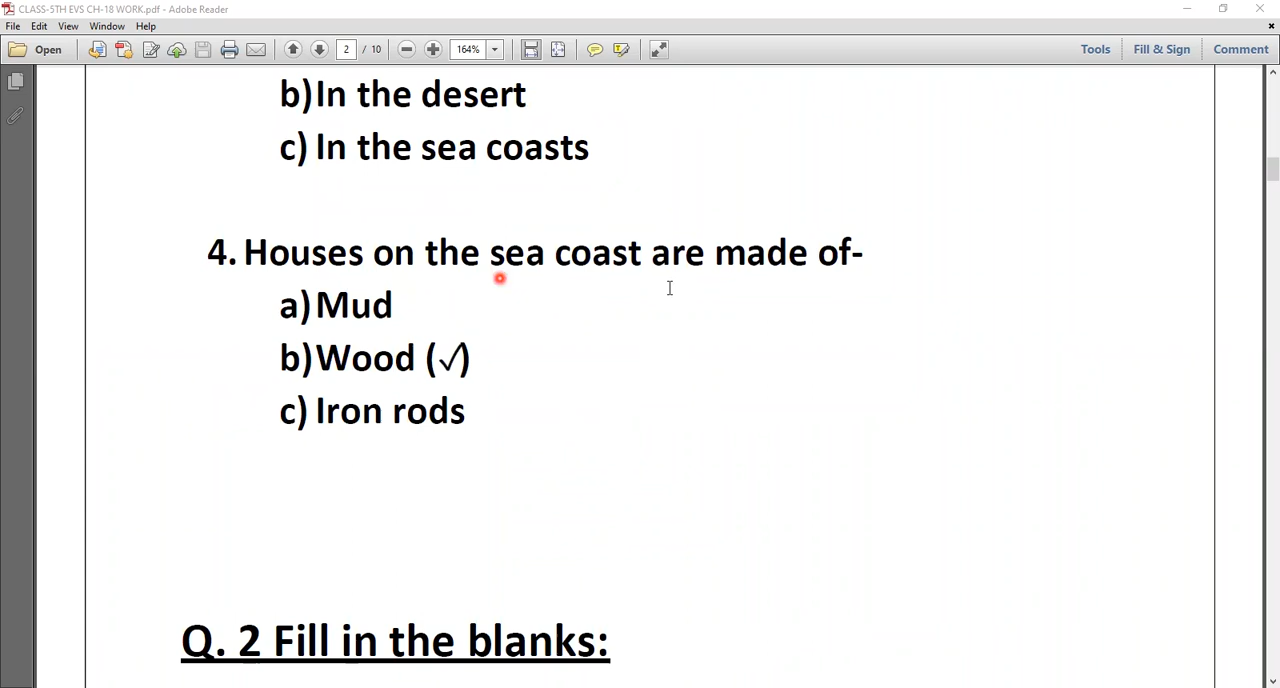 CLASS-5TH EVS CH-18 WORK.pdf - Adobe Reader
File Edit View Window Help
Open 2 / 10 164% Tools Fill & Sign Comment
b)In the desert
c) In the sea coasts
4. Houses on the sea coast are made of-
a) Mud
b)Wood (✓)
c) Iron rods
Q. 2 Fill in the blanks: